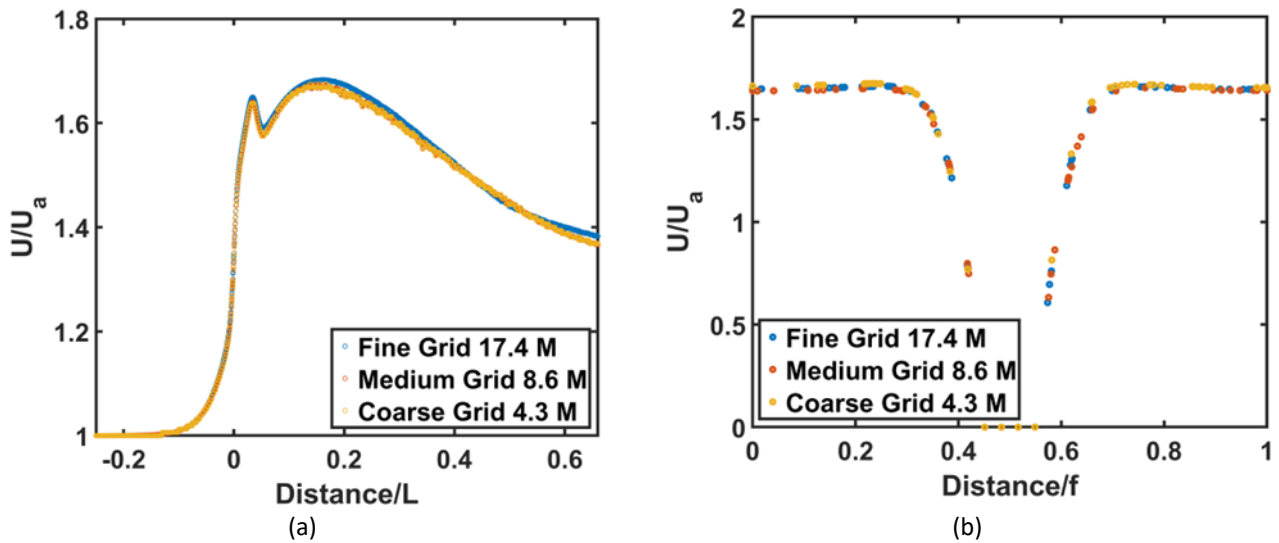 1.8
1.6
1.4
1.2
1
U/Ua
-0.2 0 0.2 0.4 0.6
Distance/L
Fine Grid 17.4 M
Medium Grid 8.6 M
Coarse Grid 4.3 M
(a)
2
1.5
1
0.5
0
U/Ua
0 0.2 0.4 0.6 0.8 1
Distance/f
Fine Grid 17.4 M
Medium Grid 8.6 M
Coarse Grid 4.3 M
(b)